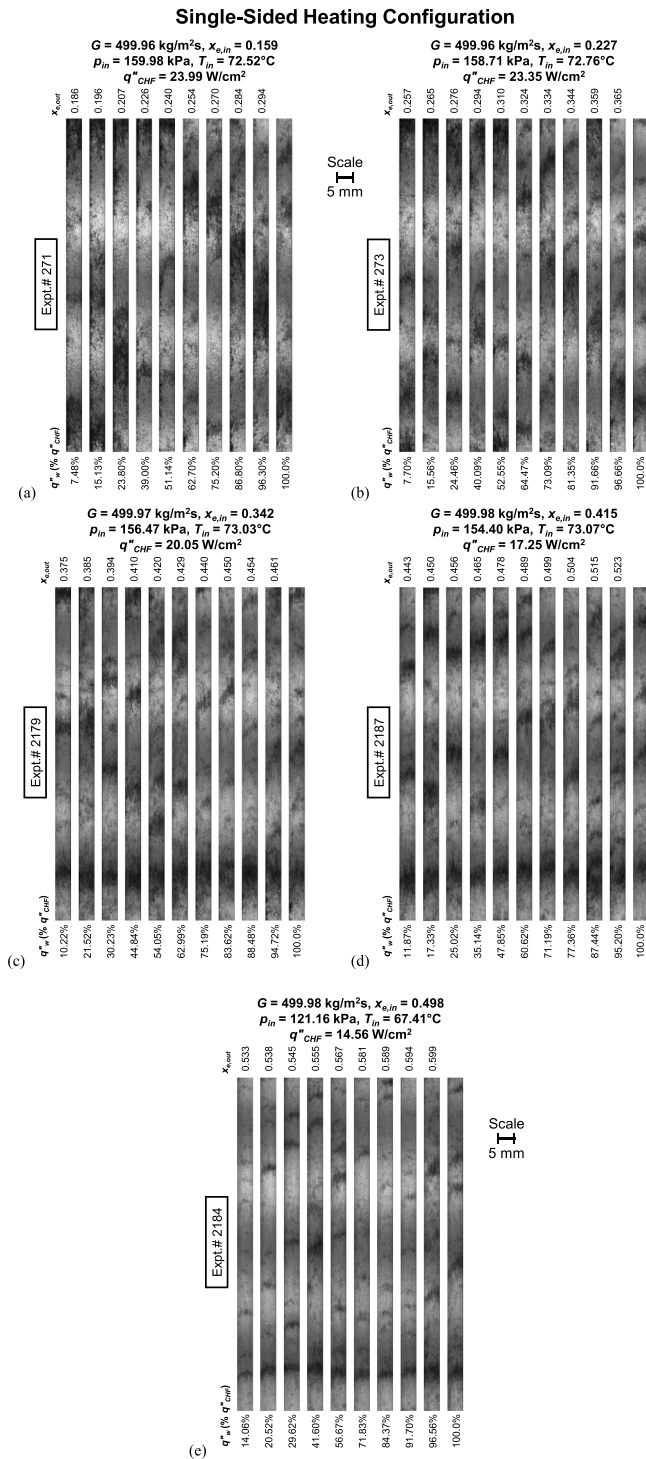 Single-Sided Heating Configuration
G = 499.96 kg/m²s, xe,in = 0.159
pin = 159.98 kPa, Tin = 72.52°C
q"CHF = 23.99 W/cm²
xe,out
0.186
0.196
0.207
0.226
0.240
0.254
0.270
0.284
0.294
Expt.# 271
q"w (% q"CHF)
7.48%
15.13%
23.80%
39.00%
51.14%
62.70%
75.20%
86.80%
96.30%
100.0%
(a)
Scale
5 mm
G = 499.96 kg/m²s, xe,in = 0.227
pin = 158.71 kPa, Tin = 72.76°C
q"CHF = 23.35 W/cm²
xe,out
0.257
0.265
0.276
0.294
0.310
0.324
0.334
0.344
0.359
0.365
Expt.# 273
q"w (% q"CHF)
7.70%
15.56%
24.46%
40.09%
52.55%
64.47%
73.09%
81.35%
91.66%
96.66%
100.0%
(b)
G = 499.97 kg/m²s, xe,in = 0.342
pin = 156.47 kPa, Tin = 73.03°C
q"CHF = 20.05 W/cm²
xe,out
0.375
0.385
0.394
0.410
0.420
0.429
0.440
0.450
0.454
0.461
Expt.# 2179
q"w (% q"CHF)
10.22%
21.52%
30.23%
44.84%
54.05%
62.99%
75.19%
83.62%
88.48%
94.72%
100.0%
(c)
G = 499.98 kg/m²s, xe,in = 0.415
pin = 154.40 kPa, Tin = 73.07°C
q"CHF = 17.25 W/cm²
xe,out
0.443
0.450
0.456
0.465
0.478
0.489
0.499
0.504
0.515
0.523
Expt.# 2187
q"w (% q"CHF)
11.87%
17.33%
25.02%
35.14%
47.85%
60.62%
71.19%
77.36%
87.44%
95.20%
100.0%
(d)
G = 499.98 kg/m²s, xe,in = 0.498
pin = 121.16 kPa, Tin = 67.41°C
q"CHF = 14.56 W/cm²
xe,out
0.533
0.538
0.545
0.555
0.567
0.581
0.589
0.594
0.599
Expt.# 2184
q"w (% q"CHF)
14.06%
20.52%
29.62%
41.60%
56.67%
71.83%
84.37%
91.70%
96.56%
100.0%
(e)
Scale
5 mm